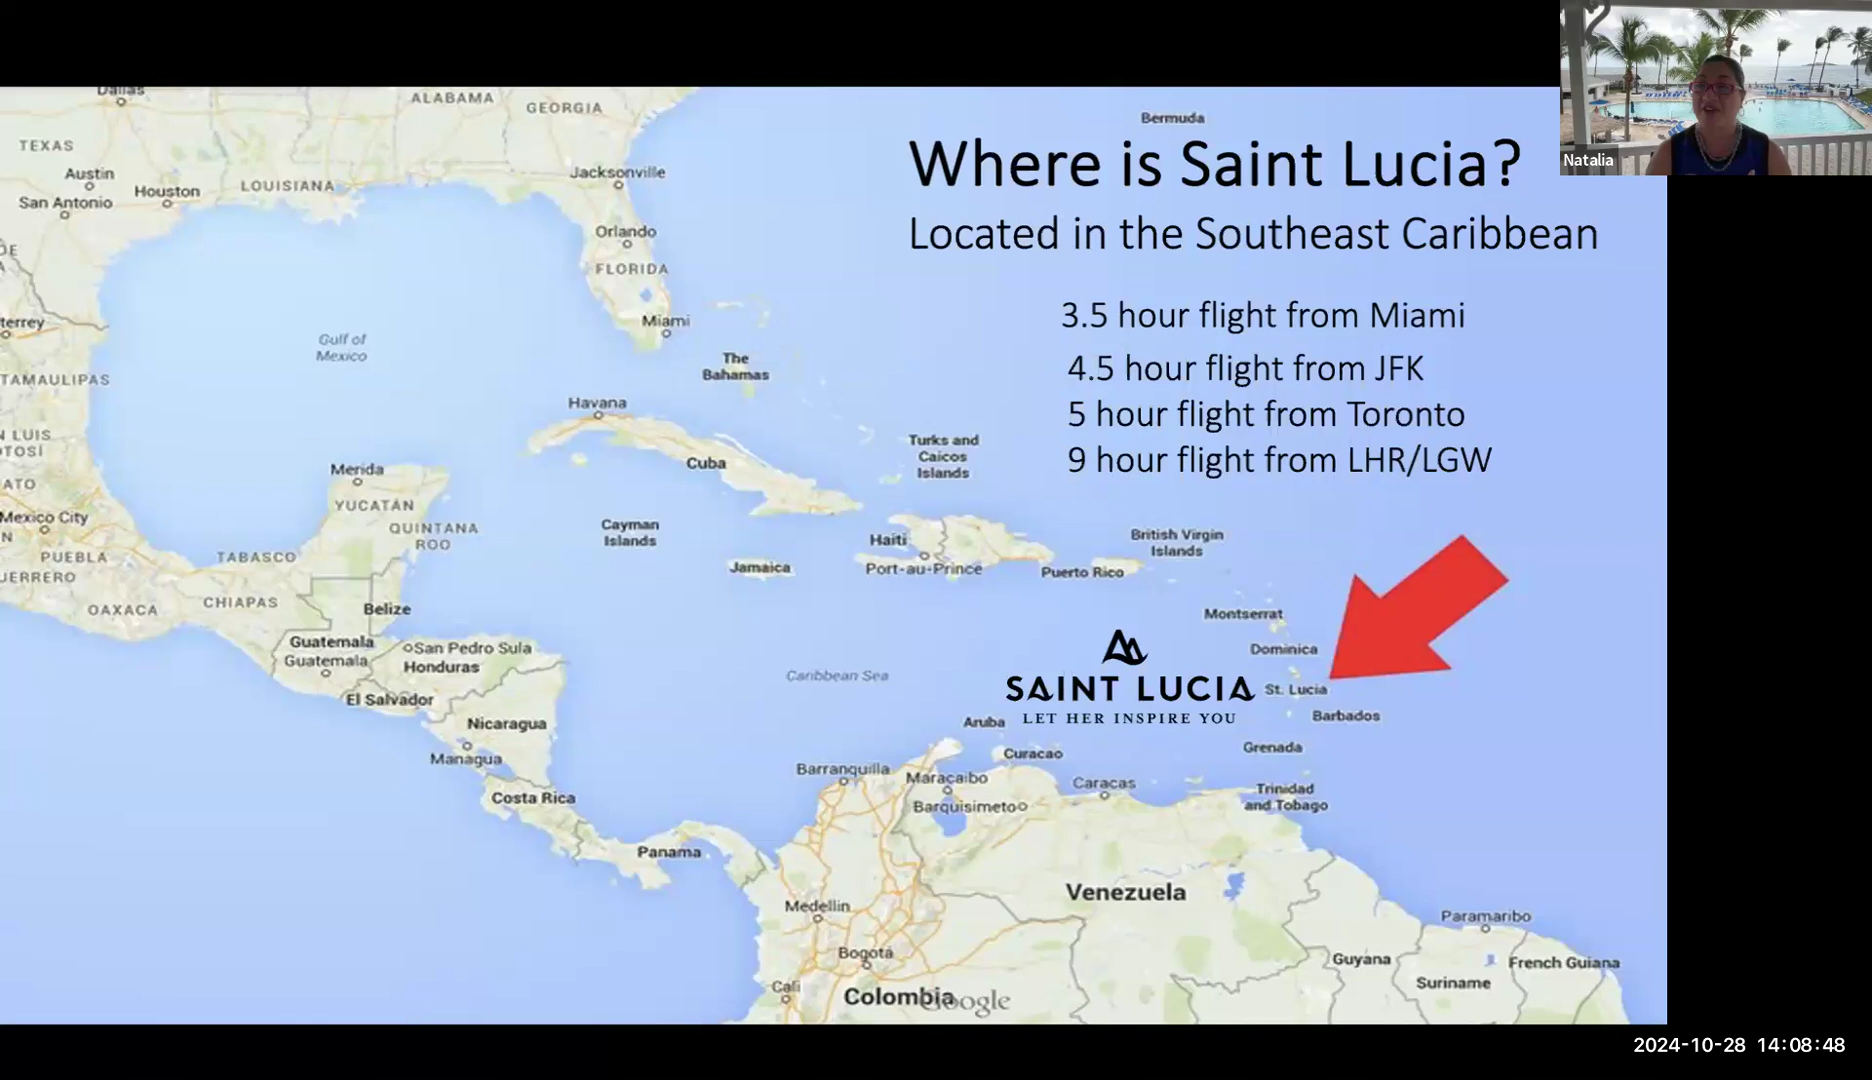 Where is Saint Lucia?
Located in the Southeast Caribbean
3.5 hour flight from Miami
4.5 hour flight from JFK
5 hour flight from Toronto
9 hour flight from LHR/LGW
Natalia
Dallas
ALABAMA
GEORGIA
Bermuda
TEXAS
Austin
Houston
LOUISIANA
Jacksonville
San Antonio
Orlando
FLORIDA
Miami
terrey
Gulf of
Mexico
The
Bahamas
TAMAULIPAS
Havana
N LUIS
TOSÍ
Cuba
Turks and
Caicos
Islands
Merida
YUCATÁN
ATO
QUINTANA
ROO
Mexico City
Cayman
Islands
Haiti
Port-au-Prince
Jamaica
Puerto Rico
British Virgin
Islands
PUEBLA
TABASCO
UERRERO
OAXACA
CHIAPAS
Belize
Montserrat
Guatemala
Guatemala
San Pedro Sula
Honduras
Dominica
El Salvador
Caribbean Sea
SAINT LUCIA
LET HER INSPIRE YOU
St. Lucia
Nicaragua
Managua
Aruba
Barbados
Curacao
Grenada
Costa Rica
Barranquilla
Maracaibo
Caracas
Barquisimeto
Trinidad
and Tobago
Panama
Venezuela
Medellin
Paramaribo
Bogotá
Guyana
French Guiana
Suriname
Cali
Colombia
Google
2024-10-28 14:08:48